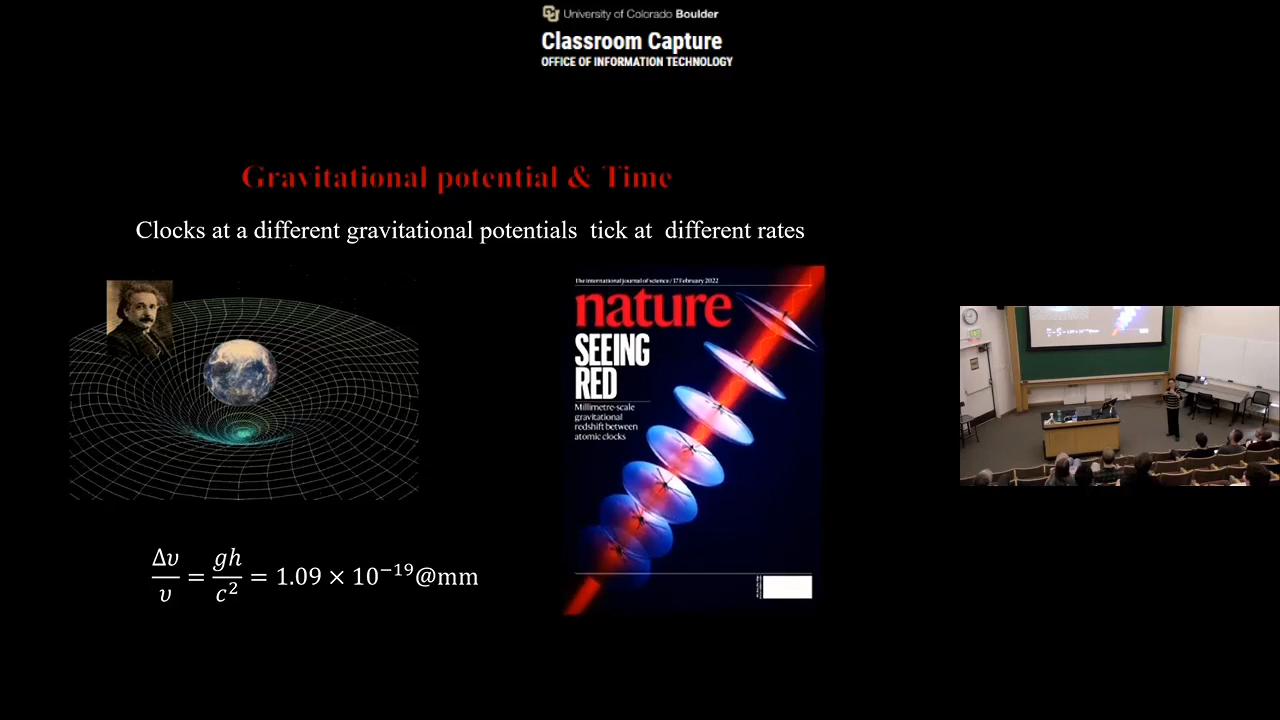 University of Colorado Boulder
Classroom Capture
OFFICE OF INFORMATION TECHNOLOGY
Gravitational potential & Time
Clocks at a different gravitational potentials tick at different rates
The international journal of science / 17 February 2022
nature
SEEING
RED
Millimetre-scale
gravitational
redshift between
atomic clocks
Δυ/υ = gh/c² = 1.09 × 10⁻¹⁹@mm